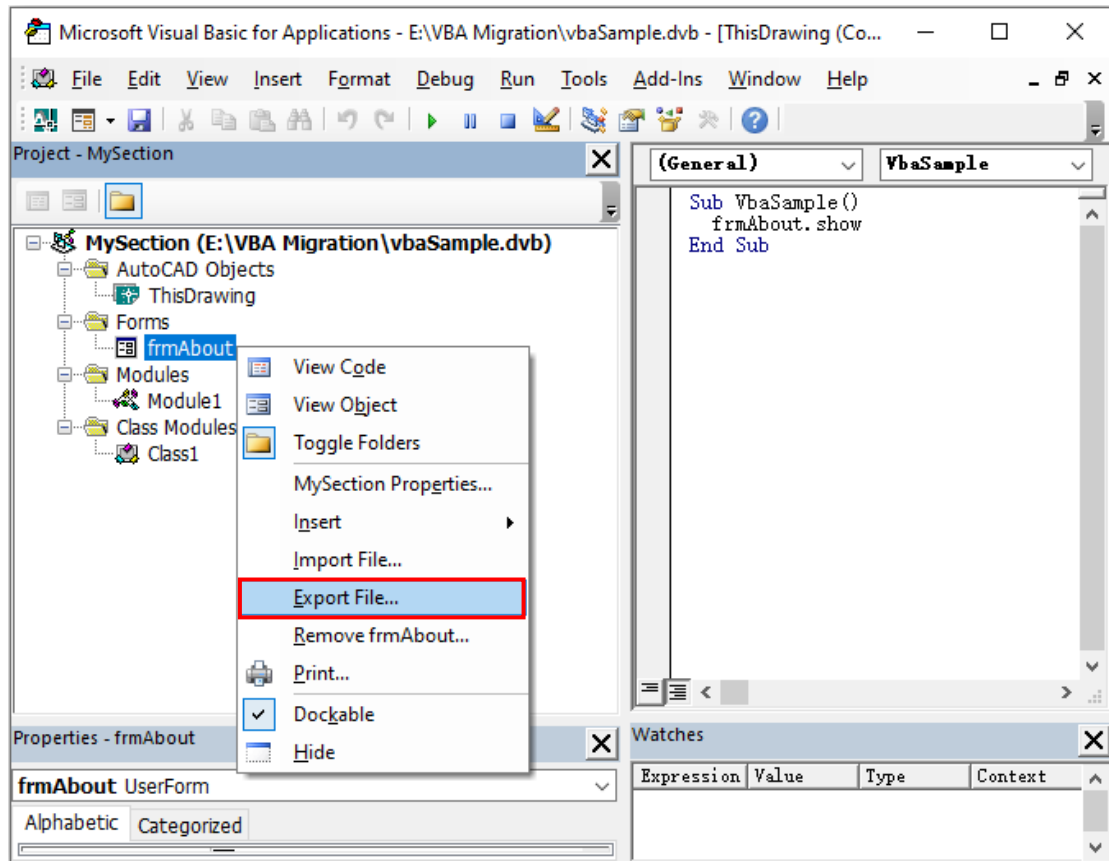 Microsoft Visual Basic for Applications - E:\VBA Migration\vbaSample.dvb - [ThisDrawing (Co...
File Edit View Insert Format Debug Run Tools Add-Ins Window Help
Project - MySection
MySection (E:\VBA Migration\vbaSample.dvb)
AutoCAD Objects
ThisDrawing
Forms
frmAbout
Modules
Module1
Class Modules
Class1
View Code
View Object
Toggle Folders
MySection Properties...
Insert
Import File...
Export File...
Remove frmAbout...
Print...
Dockable
Hide
(General) VbaSample
Sub VbaSample()
frmAbout.show
End Sub
Properties - frmAbout
frmAbout UserForm
Alphabetic Categorized
Watches
Expression Value Type Context